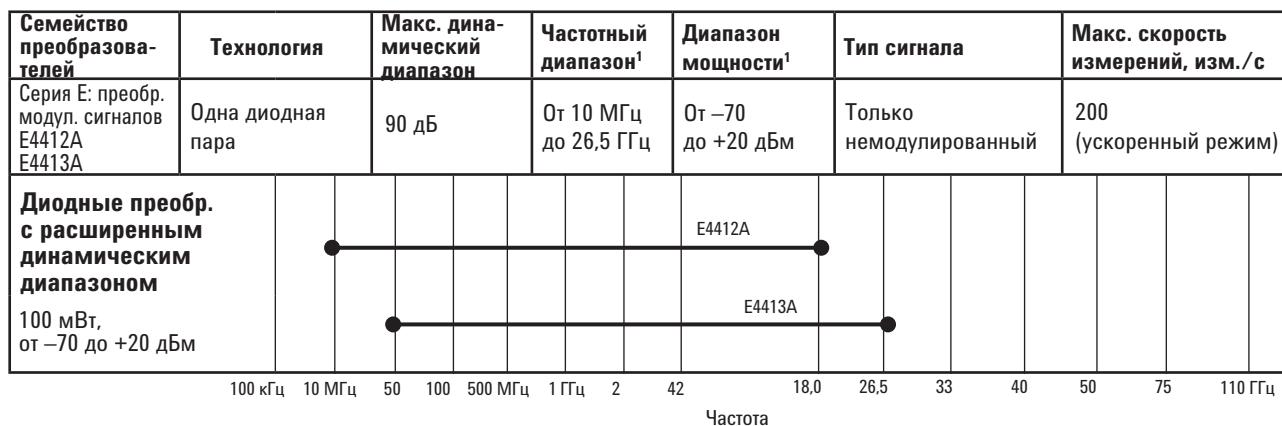 Семейство преобразова-телей
Технология
Макс. дина-мический диапазон
Частотный диапазон¹
Диапазон мощности¹
Тип сигнала
Макс. скорость измерений, изм./с
Серия E: преобр.
модул. сигналов
E4412A
E4413A
Одна диодная
пара
90 дБ
От 10 МГц
до 26,5 ГГц
От –70
до +20 дБм
Только
немодулированный
200
(ускоренный режим)
Диодные преобр.
с расширенным
динамическим
диапазоном
100 мВт,
от –70 до +20 дБм
E4412A
E4413A
100 кГц 10 МГц 50 100 500 МГц 1 ГГц 2 42 18,0 26,5 33 40 50 75 110 ГГц
Частота